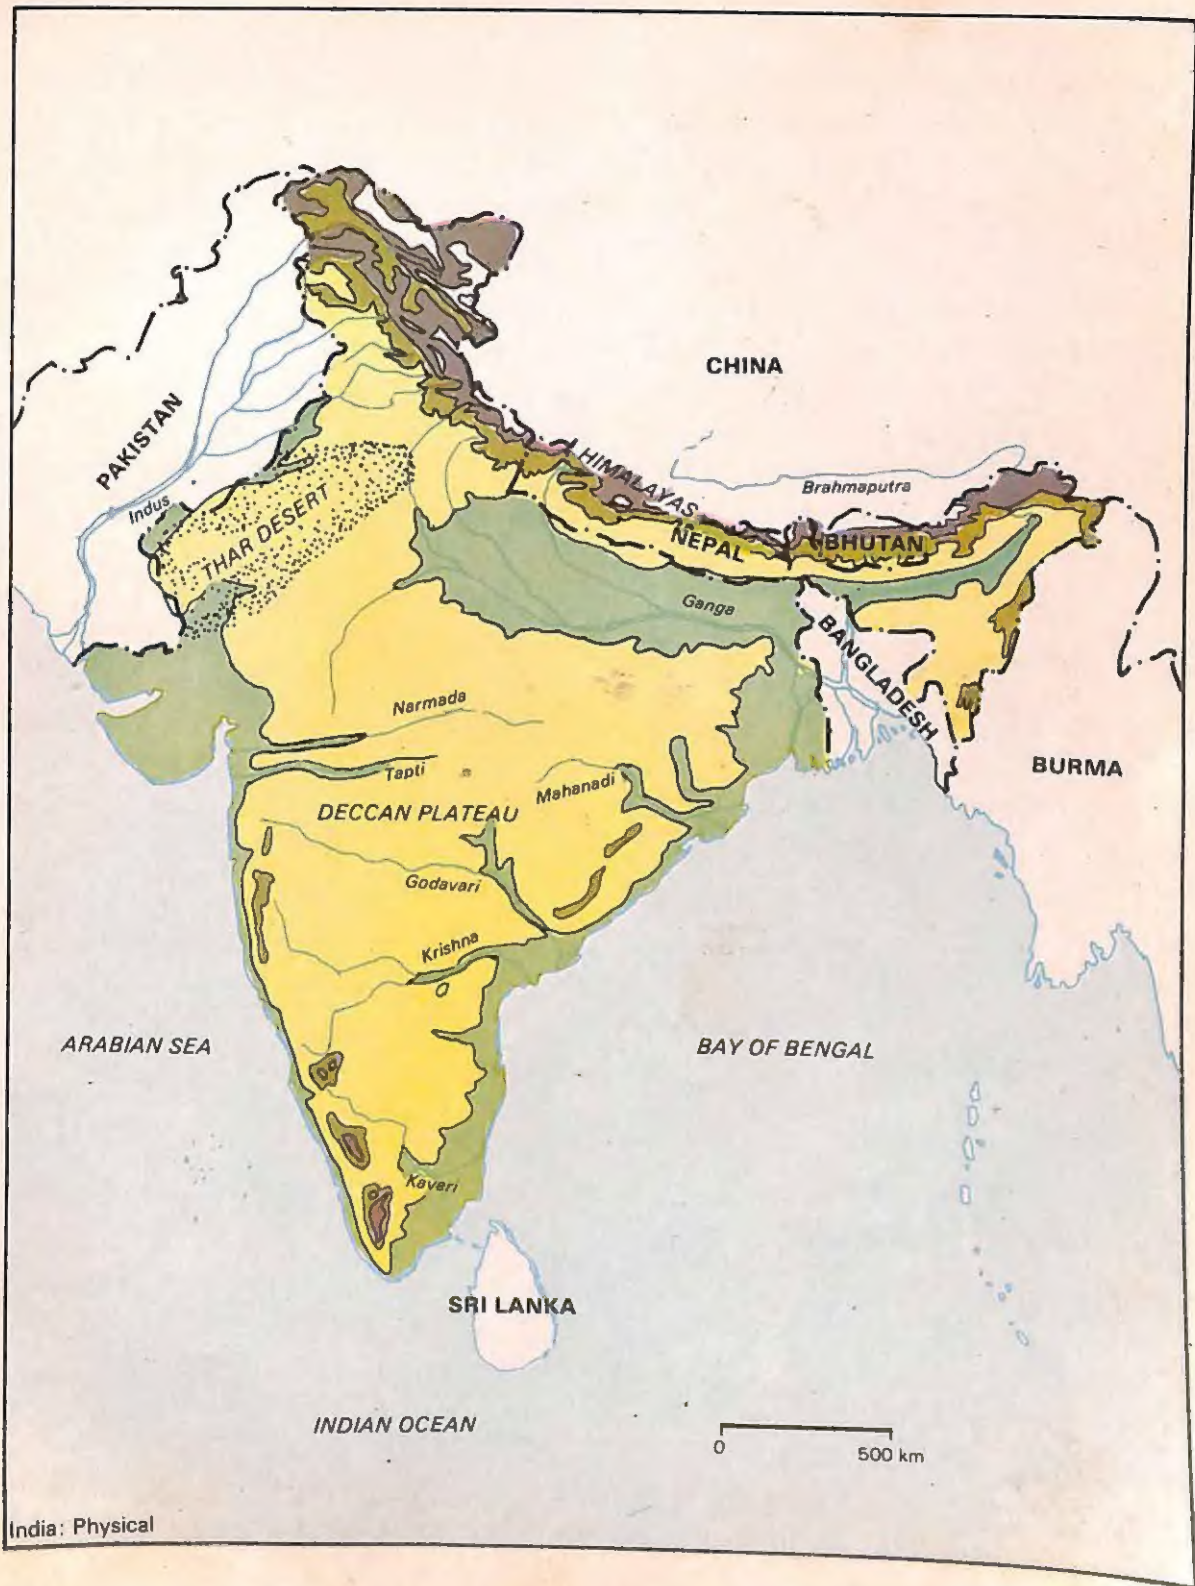 CHINA
PAKISTAN
HIMALAYAS
Brahmaputra
Indus
THAR DESERT
NEPAL
BHUTAN
Ganga
BANGLADESH
Narmada
BURMA
Tapti
Mahanadi
DECCAN PLATEAU
Godavari
Krishna
ARABIAN SEA
BAY OF BENGAL
Kavari
SRI LANKA
INDIAN OCEAN
0 500 km
India: Physical